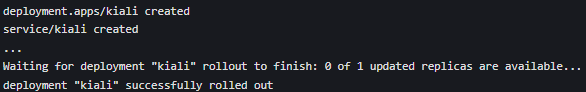 deployment.apps/kiali created
service/kiali created
...
Waiting for deployment "kiali" rollout to finish: 0 of 1 updated replicas are available...
deployment "kiali" successfully rolled out